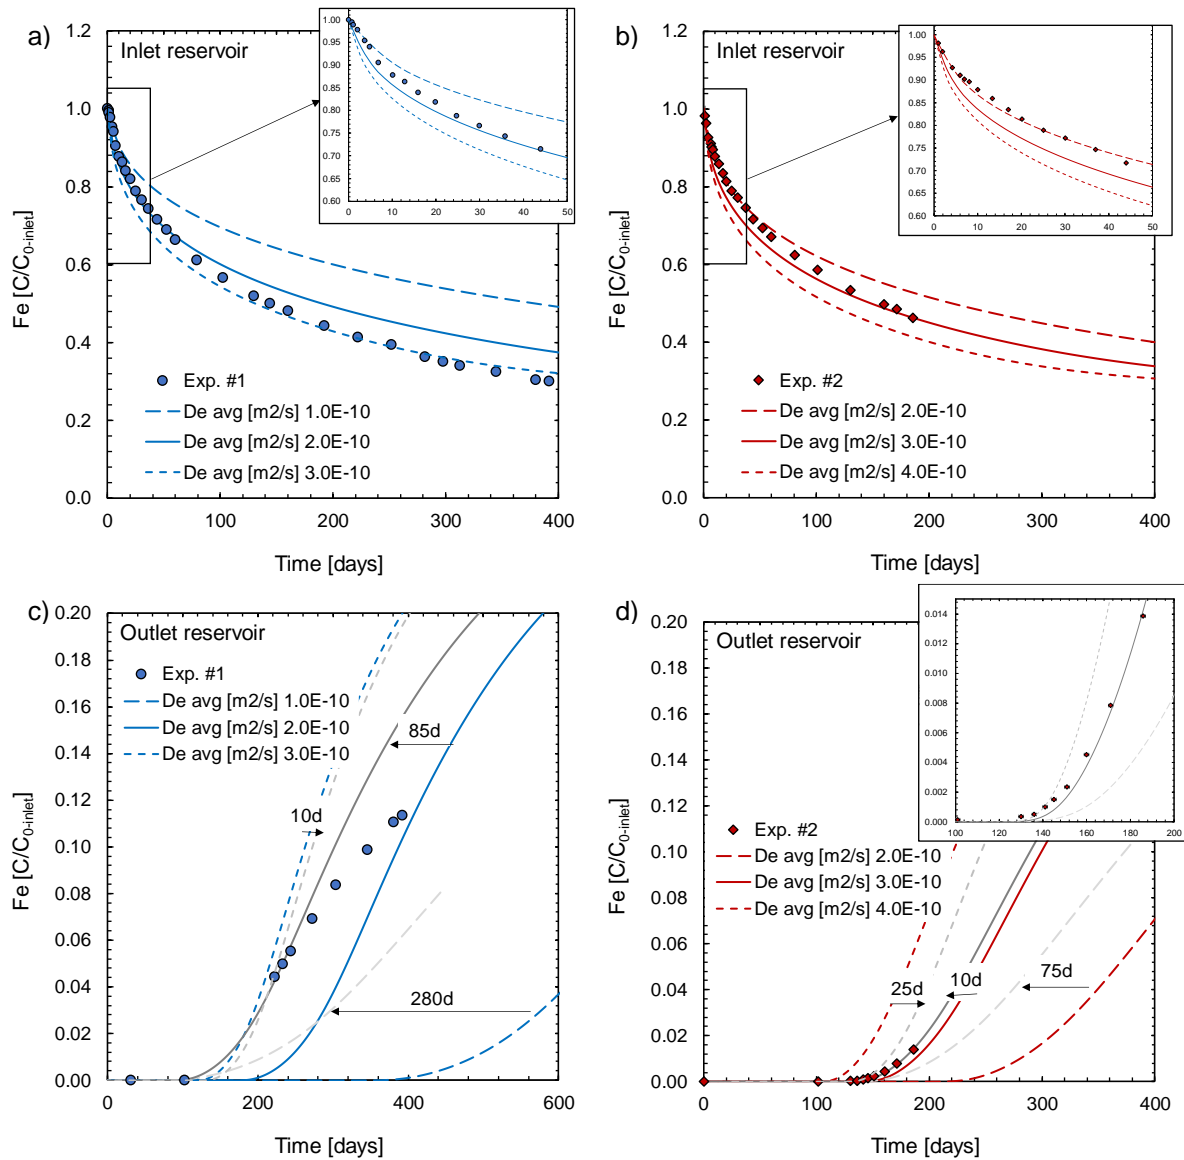 a)
Inlet reservoir
1.2
1.0
0.8
0.6
0.4
0.2
0.0
Fe [C/C0-inlet]
0
100
200
300
400
Time [days]
Exp. #1
De avg [m2/s] 1.0E-10
De avg [m2/s] 2.0E-10
De avg [m2/s] 3.0E-10
1.00
0.95
0.90
0.85
0.80
0.75
0.70
0.65
0.60
0
10
20
30
40
50
b)
Inlet reservoir
1.2
1.0
0.8
0.6
0.4
0.2
0.0
Fe [C/C0-inlet]
0
100
200
300
400
Time [days]
Exp. #2
De avg [m2/s] 2.0E-10
De avg [m2/s] 3.0E-10
De avg [m2/s] 4.0E-10
1.00
0.95
0.90
0.85
0.80
0.75
0.70
0.65
0.60
0
10
20
30
40
50
c)
Outlet reservoir
0.20
0.18
0.16
0.14
0.12
0.10
0.08
0.06
0.04
0.02
0.00
Fe [C/C0-inlet]
0
200
400
600
Time [days]
Exp. #1
De avg [m2/s] 1.0E-10
De avg [m2/s] 2.0E-10
De avg [m2/s] 3.0E-10
85d
10d
280d
d)
Outlet reservoir
0.20
0.18
0.16
0.14
0.12
0.10
0.08
0.06
0.04
0.02
0.00
Fe [C/C0-inlet]
0
100
200
300
400
Time [days]
Exp. #2
De avg [m2/s] 2.0E-10
De avg [m2/s] 3.0E-10
De avg [m2/s] 4.0E-10
25d
10d
75d
0.014
0.012
0.010
0.008
0.006
0.004
0.002
0.000
100
120
140
160
180
200